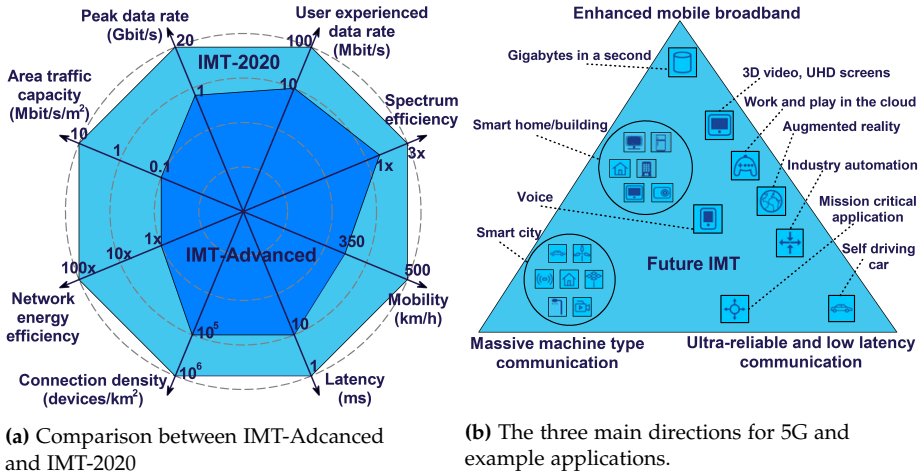 Peak data rate
(Gbit/s)
User experienced
data rate
(Mbit/s)
Area traffic
capacity
(Mbit/s/m²)
Spectrum
efficiency
20
100
IMT-2020
1
10
10
1
0.1
1x
3x
1x
10x
100x
IMT-Advanced
350
500
Network
energy
efficiency
Mobility
(km/h)
10⁵
10
10⁶
1
Connection density
(devices/km²)
Latency
(ms)
(a) Comparison between IMT-Adcanced
and IMT-2020
Enhanced mobile broadband
Gigabytes in a second
3D video, UHD screens
Work and play in the cloud
Smart home/building
Augmented reality
Industry automation
Voice
Mission critical
application
Smart city
Self driving
car
Future IMT
Massive machine type
communication
Ultra-reliable and low latency
communication
(b) The three main directions for 5G and
example applications.